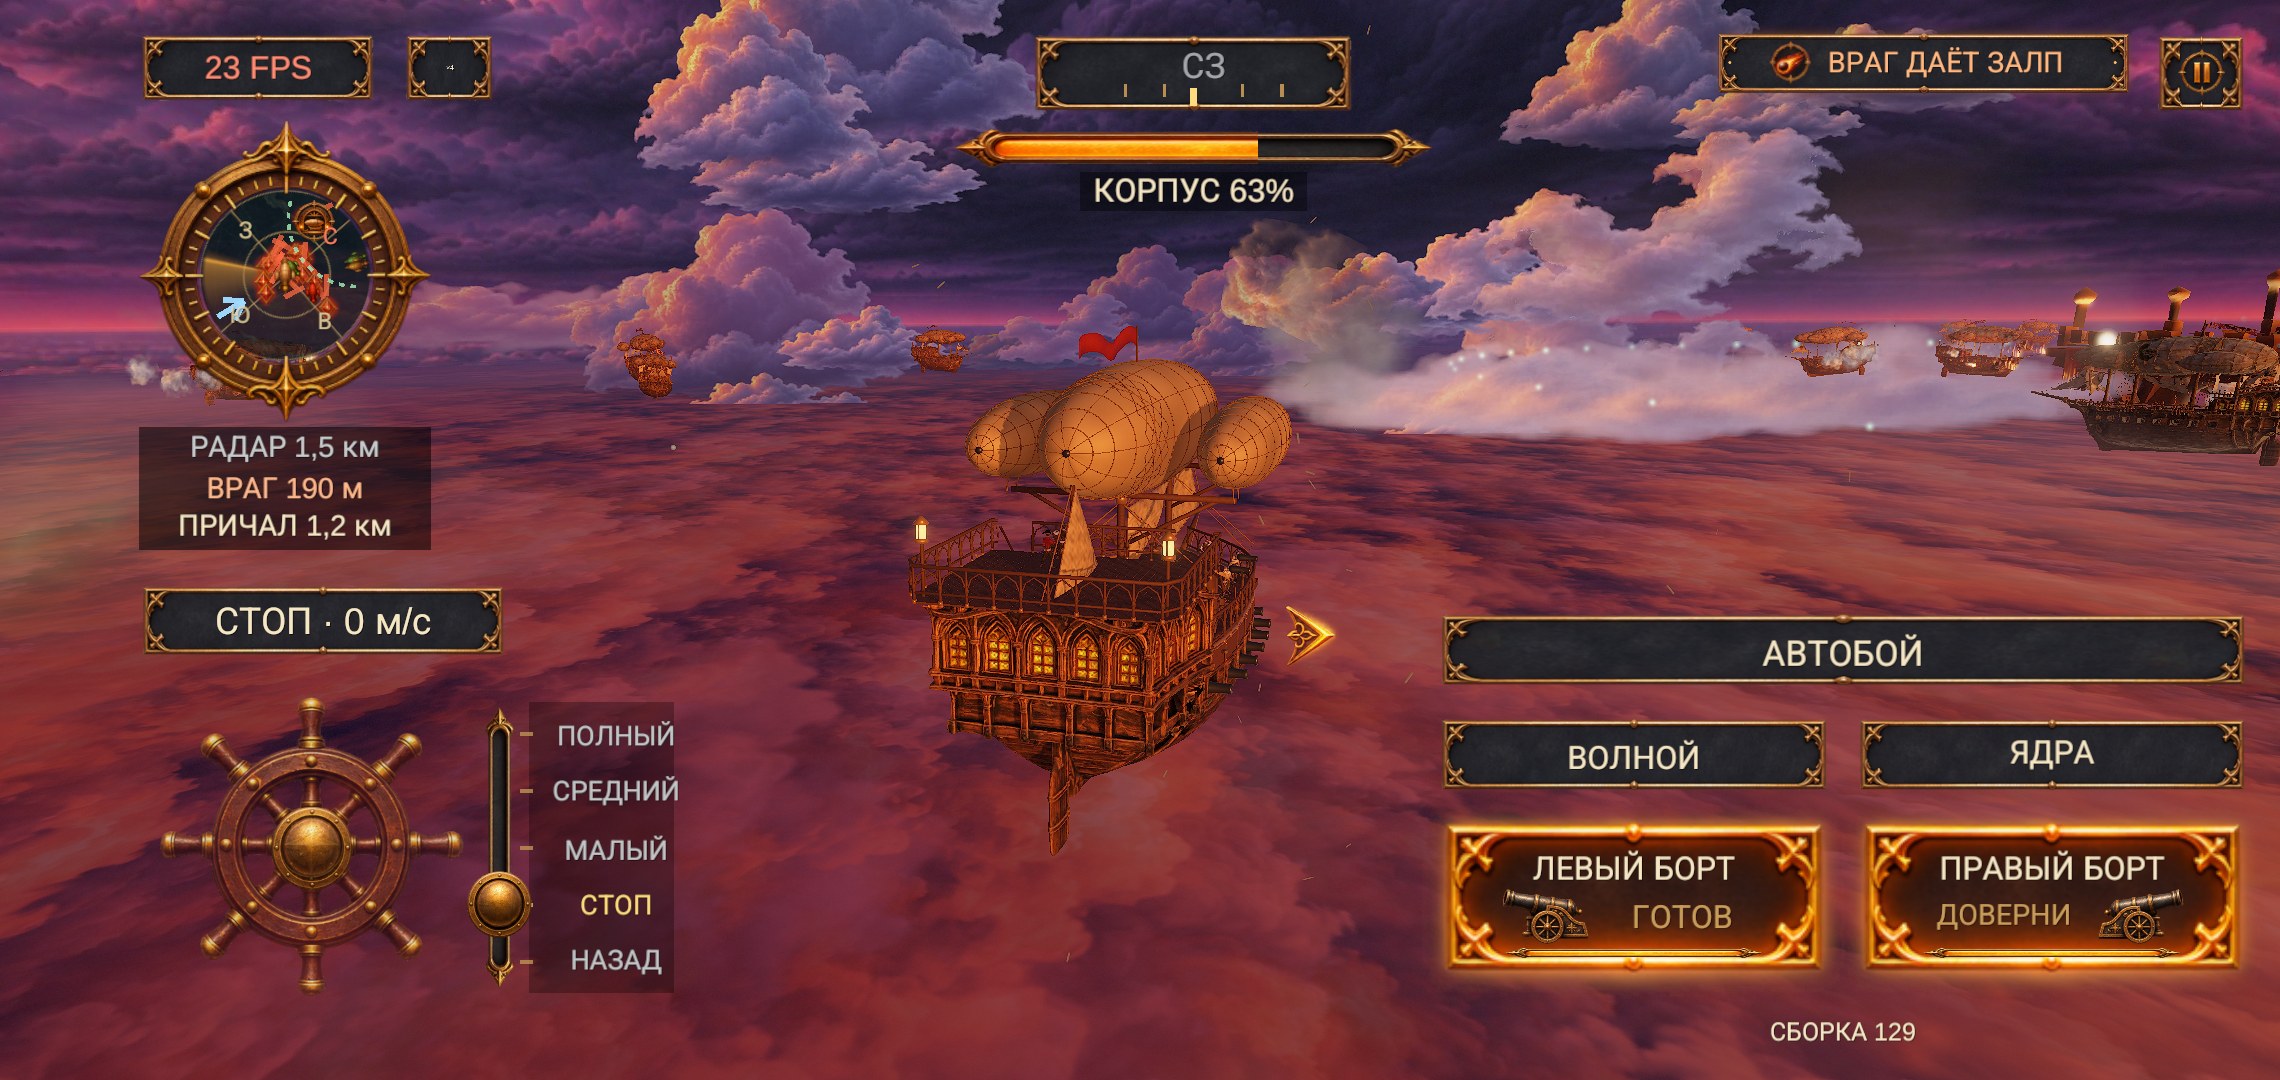 23 FPS
×4
СЗ
ВРАГ ДАЁТ ЗАЛП
КОРПУС 63%
З
С
Ю
В
РАДАР 1,5 км
ВРАГ 190 м
ПРИЧАЛ 1,2 км
СТОП · 0 м/с
ПОЛНЫЙ
СРЕДНИЙ
МАЛЫЙ
СТОП
НАЗАД
АВТОБОЙ
ВОЛНОЙ
ЯДРА
ЛЕВЫЙ БОРТ
ГОТОВ
ПРАВЫЙ БОРТ
ДОВЕРНИ
СБОРКА 129